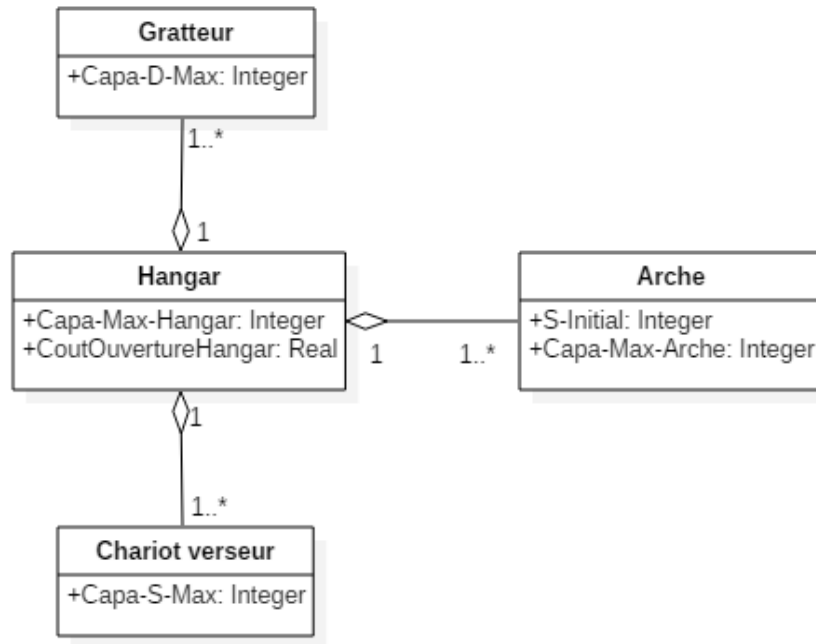 Gratteur
+Capa-D-Max: Integer
1..*
1
Hangar
+Capa-Max-Hangar: Integer
+CoutOuvertureHangar: Real
1
1..*
Arche
+S-Initial: Integer
+Capa-Max-Arche: Integer
1
1..*
Chariot verseur
+Capa-S-Max: Integer